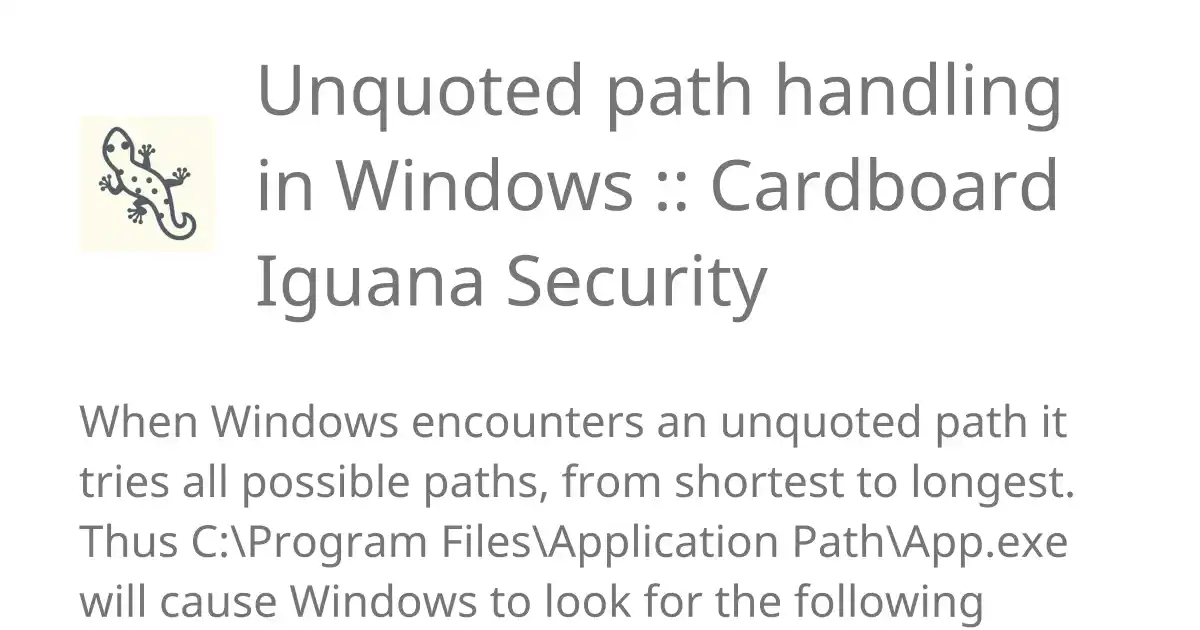 Unquoted path handling
in Windows :: Cardboard
Iguana Security
When Windows encounters an unquoted path it
tries all possible paths, from shortest to longest.
Thus C:\Program Files\Application Path\App.exe
will cause Windows to look for the following